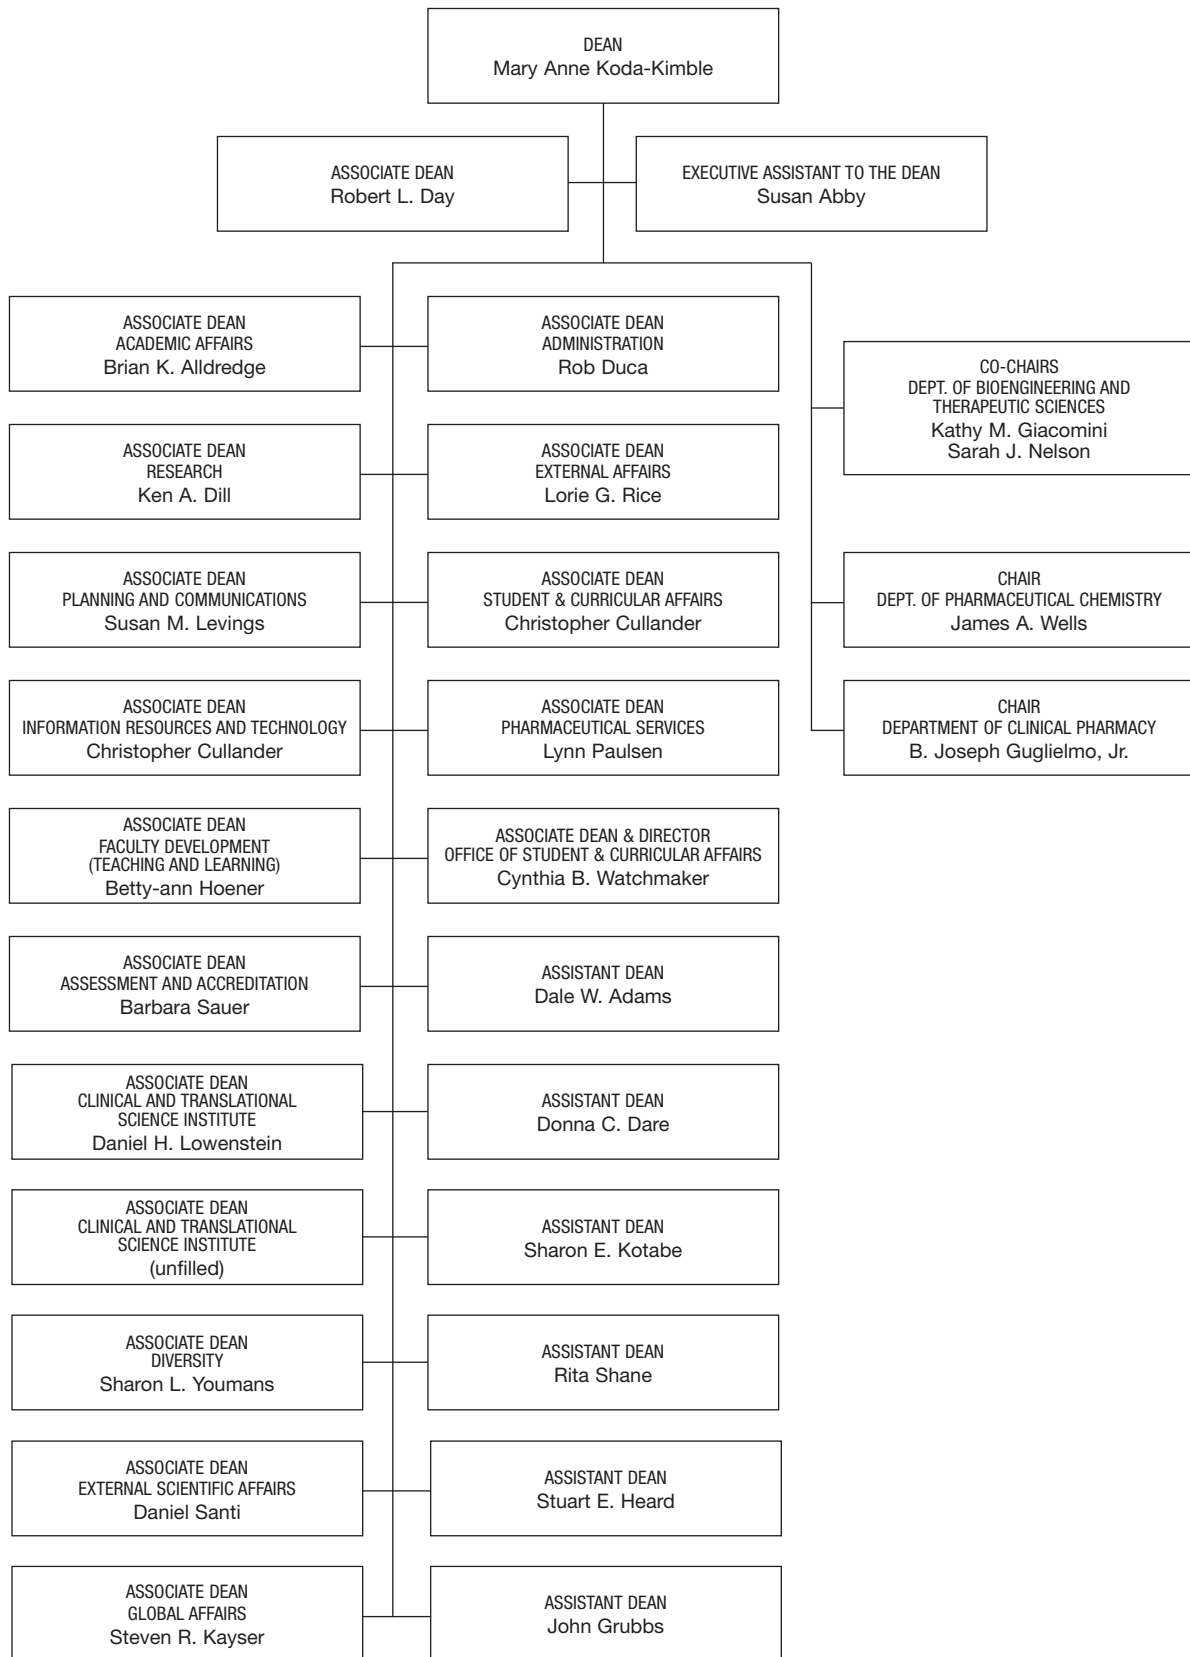 DEAN
Mary Anne Koda-Kimble
ASSOCIATE DEAN
Robert L. Day
EXECUTIVE ASSISTANT TO THE DEAN
Susan Abby
ASSOCIATE DEAN
ACADEMIC AFFAIRS
Brian K. Alldredge
ASSOCIATE DEAN
ADMINISTRATION
Rob Duca
CO-CHAIRS
DEPT. OF BIOENGINEERING AND
THERAPEUTIC SCIENCES
Kathy M. Giacomini
Sarah J. Nelson
ASSOCIATE DEAN
RESEARCH
Ken A. Dill
ASSOCIATE DEAN
EXTERNAL AFFAIRS
Lorie G. Rice
ASSOCIATE DEAN
PLANNING AND COMMUNICATIONS
Susan M. Levings
ASSOCIATE DEAN
STUDENT & CURRICULAR AFFAIRS
Christopher Cullander
CHAIR
DEPT. OF PHARMACEUTICAL CHEMISTRY
James A. Wells
ASSOCIATE DEAN
INFORMATION RESOURCES AND TECHNOLOGY
Christopher Cullander
ASSOCIATE DEAN
PHARMACEUTICAL SERVICES
Lynn Paulsen
CHAIR
DEPARTMENT OF CLINICAL PHARMACY
B. Joseph Guglielmo, Jr.
ASSOCIATE DEAN
FACULTY DEVELOPMENT
(TEACHING AND LEARNING)
Betty-ann Hoener
ASSOCIATE DEAN & DIRECTOR
OFFICE OF STUDENT & CURRICULAR AFFAIRS
Cynthia B. Watchmaker
ASSOCIATE DEAN
ASSESSMENT AND ACCREDITATION
Barbara Sauer
ASSISTANT DEAN
Dale W. Adams
ASSOCIATE DEAN
CLINICAL AND TRANSLATIONAL
SCIENCE INSTITUTE
Daniel H. Lowenstein
ASSISTANT DEAN
Donna C. Dare
ASSOCIATE DEAN
CLINICAL AND TRANSLATIONAL
SCIENCE INSTITUTE
(unfilled)
ASSISTANT DEAN
Sharon E. Kotabe
ASSOCIATE DEAN
DIVERSITY
Sharon L. Youmans
ASSISTANT DEAN
Rita Shane
ASSOCIATE DEAN
EXTERNAL SCIENTIFIC AFFAIRS
Daniel Santi
ASSISTANT DEAN
Stuart E. Heard
ASSOCIATE DEAN
GLOBAL AFFAIRS
Steven R. Kayser
ASSISTANT DEAN
John Grubbs